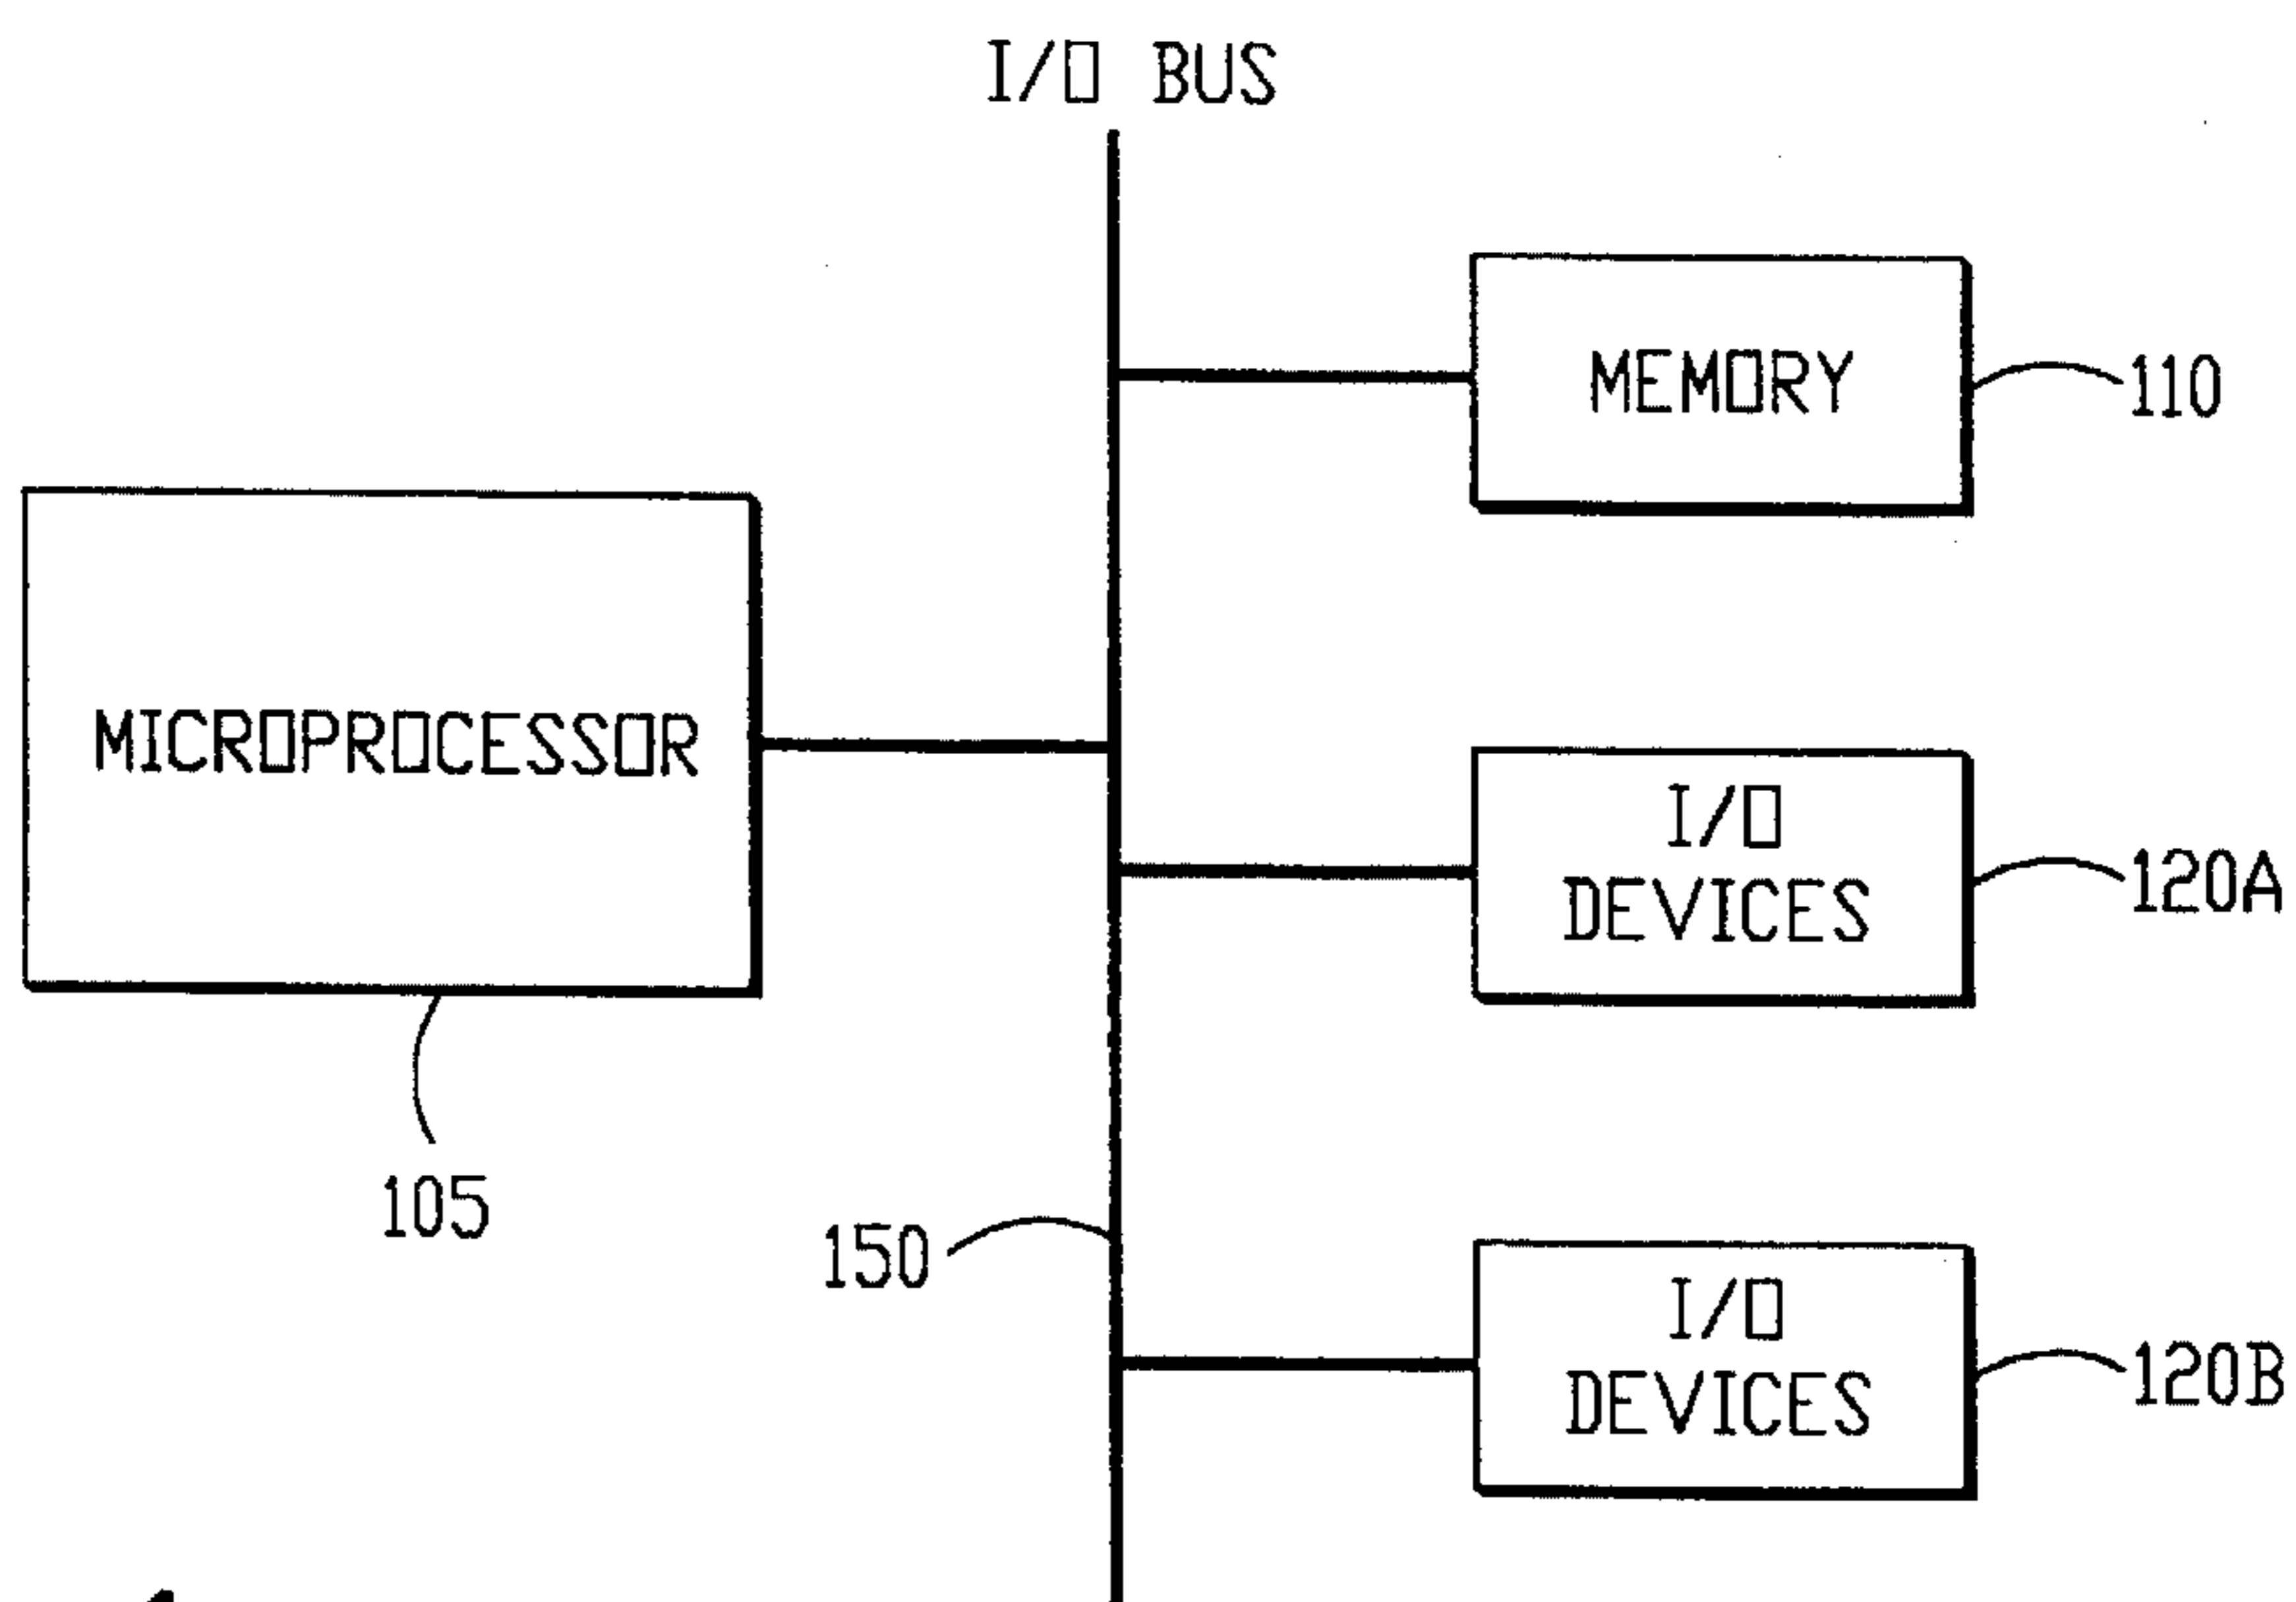 I/O BUS
MEMORY
110
MICROPROCESSOR
I/O
DEVICES
120A
105
150
I/O
DEVICES
120B